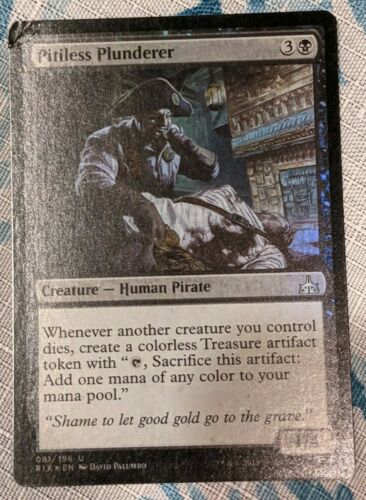 Pitiless Plunderer 3
Creature — Human Pirate
Whenever another creature you control
dies, create a colorless Treasure artifact
token with “, Sacrifice this artifact:
Add one mana of any color to your
mana pool.”
“Shame to let good gold go to the grave.”
081/196 U
RIX EN DAVID PALUMBO